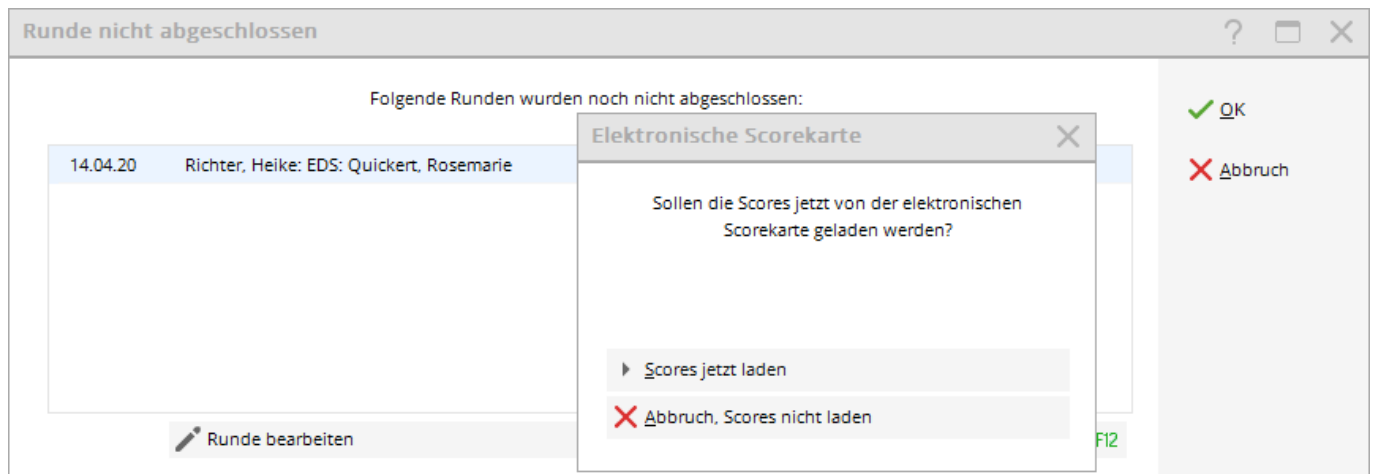 Runde nicht abgeschlossen
Folgende Runden wurden noch nicht abgeschlossen:
OK
Elektronische Scorekarte
14.04.20 Richter, Heike: EDS: Quickert, Rosemarie
Abbruch
Sollen die Scores jetzt von der elektronischen
Scorekarte geladen werden?
Scores jetzt laden
Abbruch, Scores nicht laden
Runde bearbeiten
F12